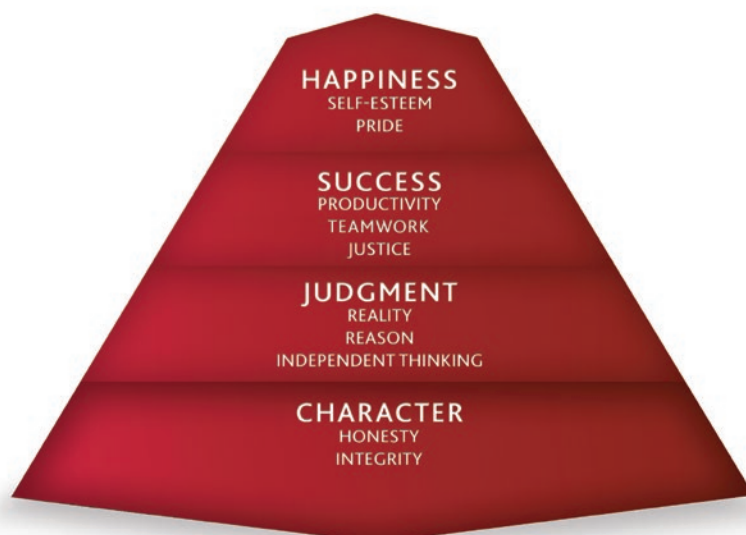 HAPPINESS
SELF-ESTEEM
PRIDE
SUCCESS
PRODUCTIVITY
TEAMWORK
JUSTICE
JUDGMENT
REALITY
REASON
INDEPENDENT THINKING
CHARACTER
HONESTY
INTEGRITY